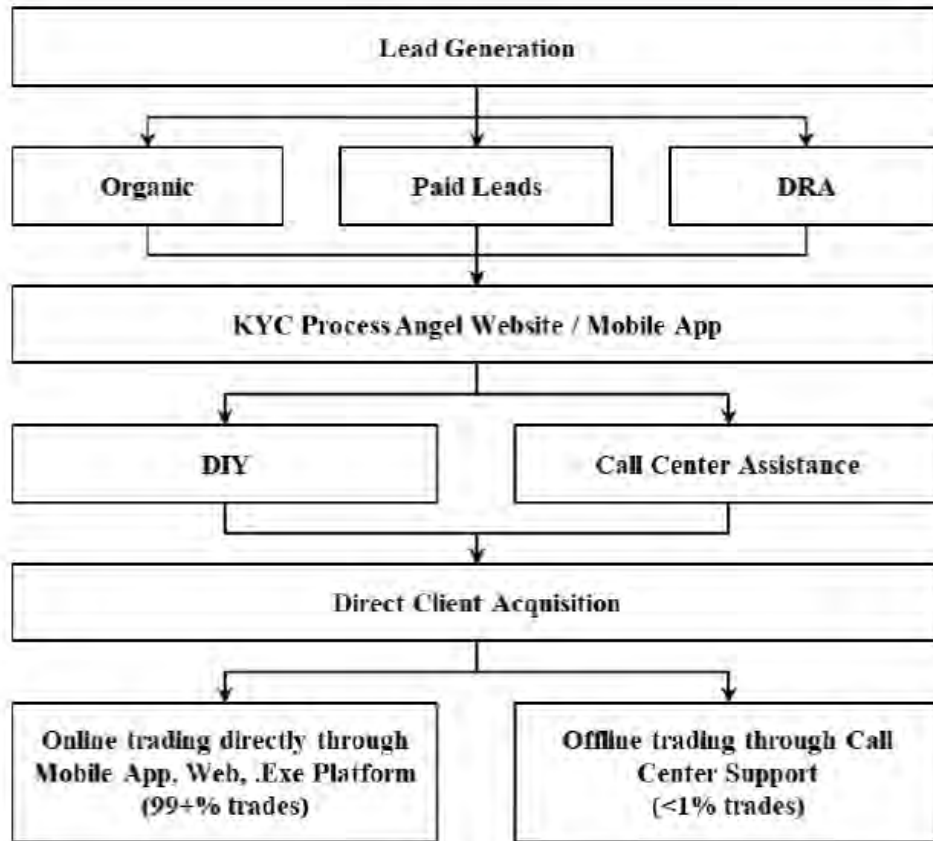 Lead Generation
Organic
Paid Leads
DRA
KYC Process Angel Website / Mobile App
DIY
Call Center Assistance
Direct Client Acquisition
Online trading directly through
Mobile App, Web, .Exe Platform
(99+% trades)
Offline trading through Call
Center Support
(<1% trades)